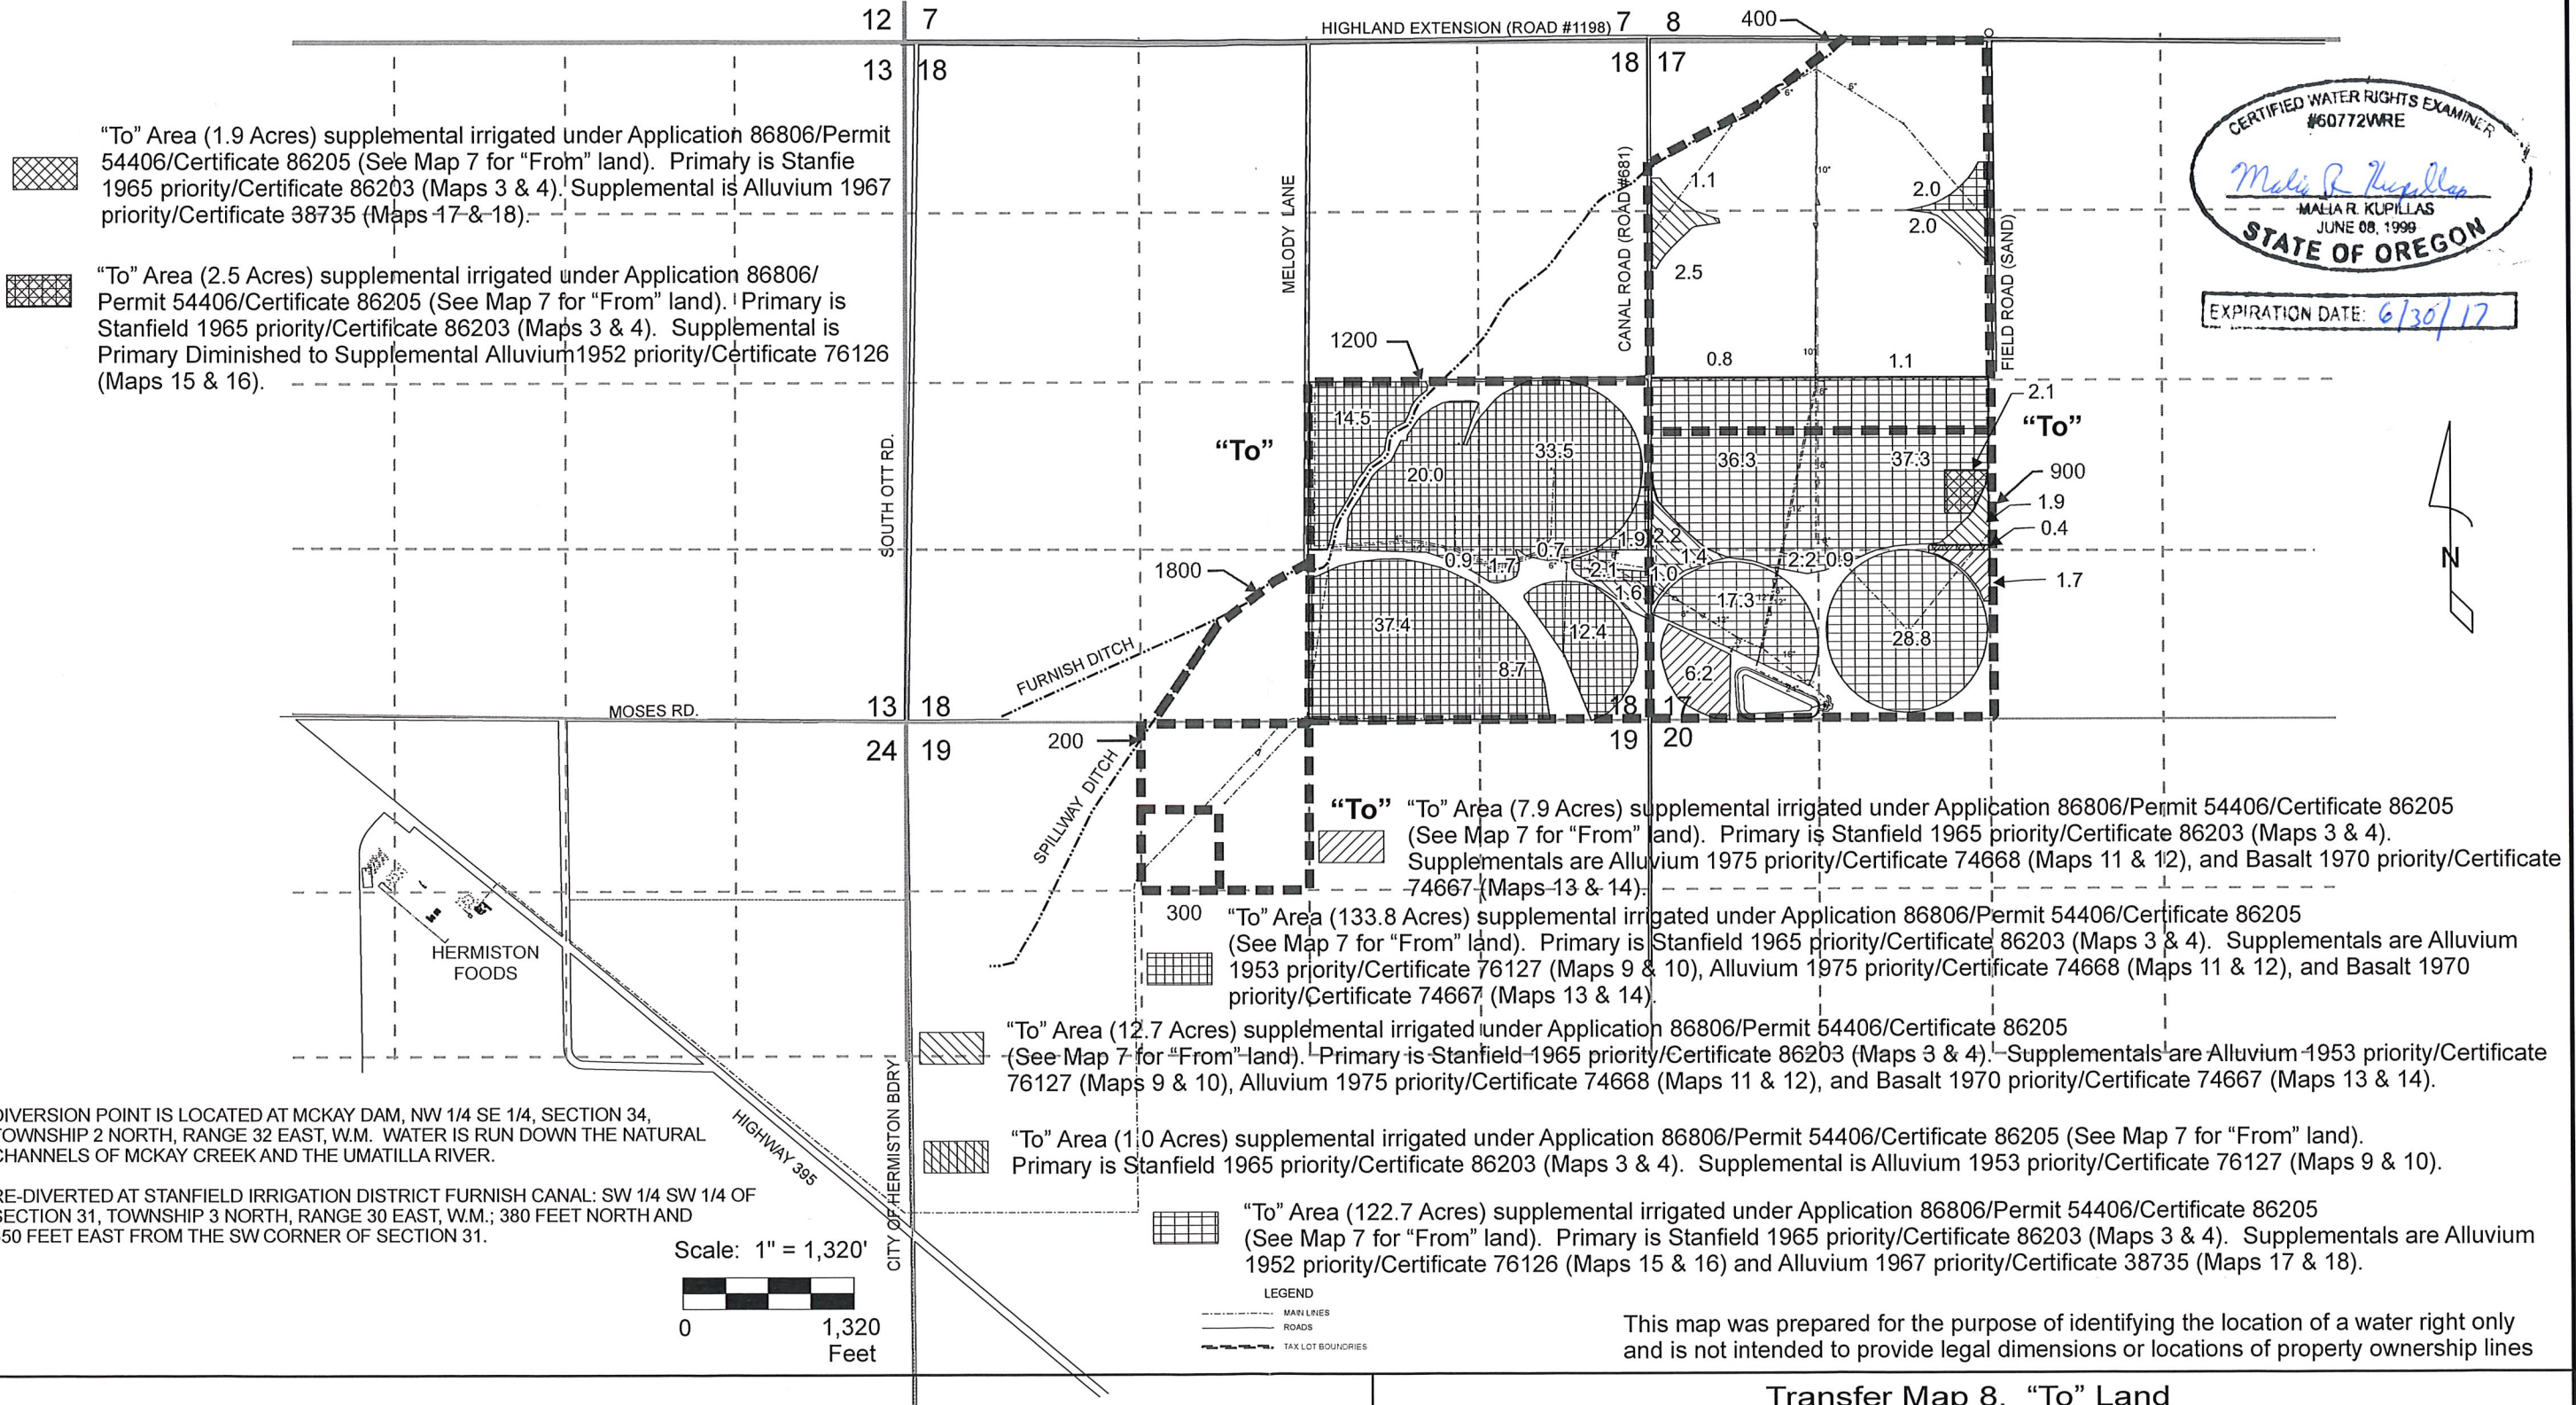 12 7
HIGHLAND EXTENSION (ROAD #1198) 7 8
400
13 18
18 17
CERTIFIED WATER RIGHTS EXAMINER
#60772WRE
Malia R Kupillas
MALIA R. KUPILLAS
JUNE 08, 1999
STATE OF OREGON
EXPIRATION DATE: 6/30/17
“To” Area (1.9 Acres) supplemental irrigated under Application 86806/Permit
54406/Certificate 86205 (See Map 7 for “From” land). Primary is Stanfie
1965 priority/Certificate 86203 (Maps 3 & 4). Supplemental is Alluvium 1967
priority/Certificate 38735 (Maps 17 & 18).
“To” Area (2.5 Acres) supplemental irrigated under Application 86806/
Permit 54406/Certificate 86205 (See Map 7 for “From” land). Primary is
Stanfield 1965 priority/Certificate 86203 (Maps 3 & 4). Supplemental is
Primary Diminished to Supplemental Alluvium1952 priority/Certificate 76126
(Maps 15 & 16).
SOUTH OTT RD.
MELODY LANE
CANAL ROAD (ROAD #681)
FIELD ROAD (SAND)
6"
6"
10"
1.1
2.0
2.0
2.5
0.8
10"
1.1
1200
2.1
“To”
“To”
14.5
20.0
33.5
36.3
37.3
900
1.9
0.4
1.7
1.9
2.2
1.4
2.2
0.9
0.9
1.7
0.7
2.1
1.0
1.6
17.3
28.8
37.4
12.4
8.7
6.2
N
1800
FURNISH DITCH
MOSES RD.
13 18
18 17
24 19
19 20
200
SPILLWAY DITCH
300
“To”
“To” Area (7.9 Acres) supplemental irrigated under Application 86806/Permit 54406/Certificate 86205
(See Map 7 for “From” land). Primary is Stanfield 1965 priority/Certificate 86203 (Maps 3 & 4).
Supplementals are Alluvium 1975 priority/Certificate 74668 (Maps 11 & 12), and Basalt 1970 priority/Certificate
74667 (Maps 13 & 14).
“To” Area (133.8 Acres) supplemental irrigated under Application 86806/Permit 54406/Certificate 86205
(See Map 7 for “From” land). Primary is Stanfield 1965 priority/Certificate 86203 (Maps 3 & 4). Supplementals are Alluvium
1953 priority/Certificate 76127 (Maps 9 & 10), Alluvium 1975 priority/Certificate 74668 (Maps 11 & 12), and Basalt 1970
priority/Certificate 74667 (Maps 13 & 14).
“To” Area (12.7 Acres) supplemental irrigated under Application 86806/Permit 54406/Certificate 86205
(See Map 7 for “From” land). Primary is Stanfield 1965 priority/Certificate 86203 (Maps 3 & 4). Supplementals are Alluvium 1953 priority/Certificate
76127 (Maps 9 & 10), Alluvium 1975 priority/Certificate 74668 (Maps 11 & 12), and Basalt 1970 priority/Certificate 74667 (Maps 13 & 14).
“To” Area (1.0 Acres) supplemental irrigated under Application 86806/Permit 54406/Certificate 86205 (See Map 7 for “From” land).
Primary is Stanfield 1965 priority/Certificate 86203 (Maps 3 & 4). Supplemental is Alluvium 1953 priority/Certificate 76127 (Maps 9 & 10).
“To” Area (122.7 Acres) supplemental irrigated under Application 86806/Permit 54406/Certificate 86205
(See Map 7 for “From” land). Primary is Stanfield 1965 priority/Certificate 86203 (Maps 3 & 4). Supplementals are Alluvium
1952 priority/Certificate 76126 (Maps 15 & 16) and Alluvium 1967 priority/Certificate 38735 (Maps 17 & 18).
HERMISTON
FOODS
HIGHWAY 395
CITY OF HERMISTON BDRY
DIVERSION POINT IS LOCATED AT MCKAY DAM, NW 1/4 SE 1/4, SECTION 34,
TOWNSHIP 2 NORTH, RANGE 32 EAST, W.M. WATER IS RUN DOWN THE NATURAL
CHANNELS OF MCKAY CREEK AND THE UMATILLA RIVER.
RE-DIVERTED AT STANFIELD IRRIGATION DISTRICT FURNISH CANAL: SW 1/4 SW 1/4 OF
SECTION 31, TOWNSHIP 3 NORTH, RANGE 30 EAST, W.M.; 380 FEET NORTH AND
50 FEET EAST FROM THE SW CORNER OF SECTION 31.
Scale: 1" = 1,320'
0 1,320
Feet
LEGEND
MAIN LINES
ROADS
TAX LOT BOUNDRIES
This map was prepared for the purpose of identifying the location of a water right only
and is not intended to provide legal dimensions or locations of property ownership lines
Transfer Map 8. “To” Land